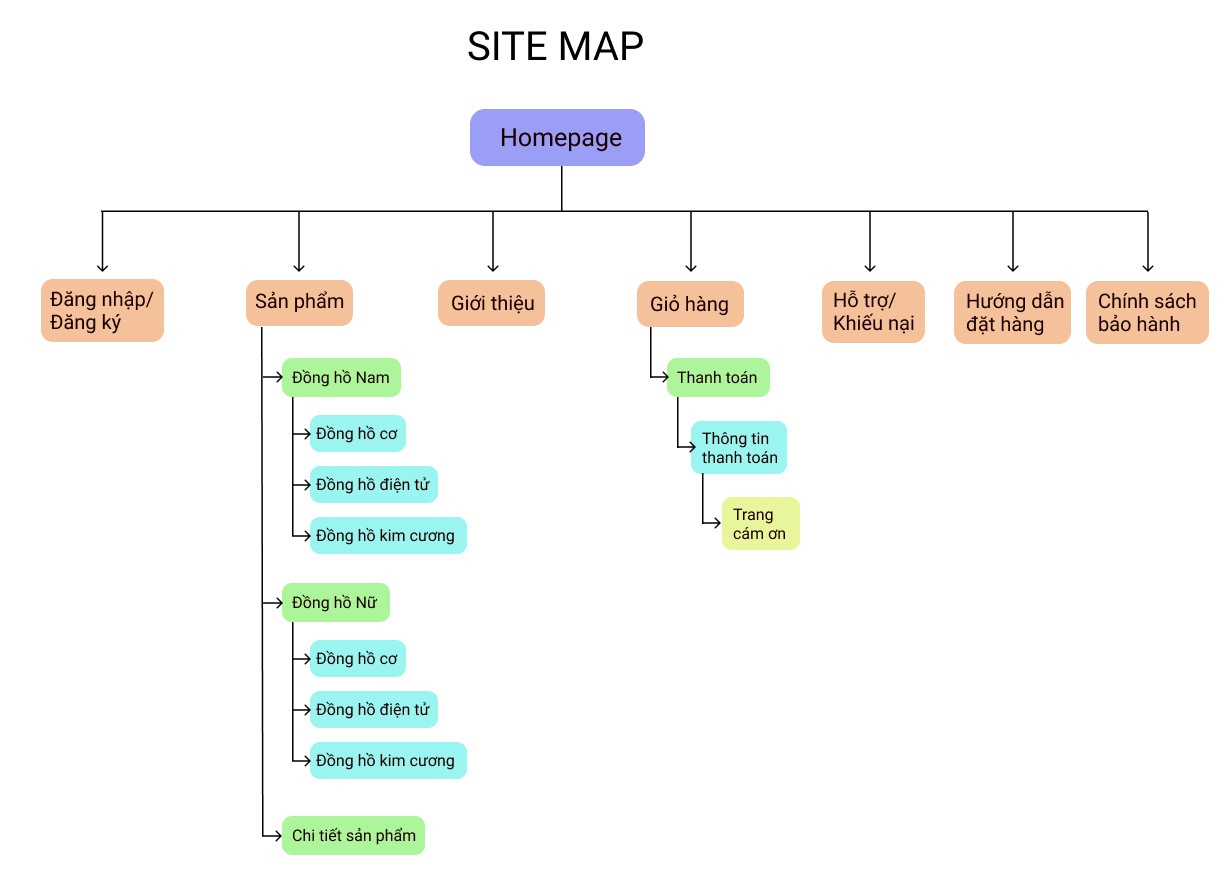 SITE MAP
Homepage
Đăng nhập/
Đăng ký
Sản phẩm
Giới thiệu
Giỏ hàng
Hỗ trợ/
Khiếu nại
Hướng dẫn
đặt hàng
Chính sách
bảo hành
Đồng hồ Nam
Đồng hồ cơ
Đồng hồ điện tử
Đồng hồ kim cương
Đồng hồ Nữ
Đồng hồ cơ
Đồng hồ điện tử
Đồng hồ kim cương
Chi tiết sản phẩm
Thanh toán
Thông tin
thanh toán
Trang
cám ơn